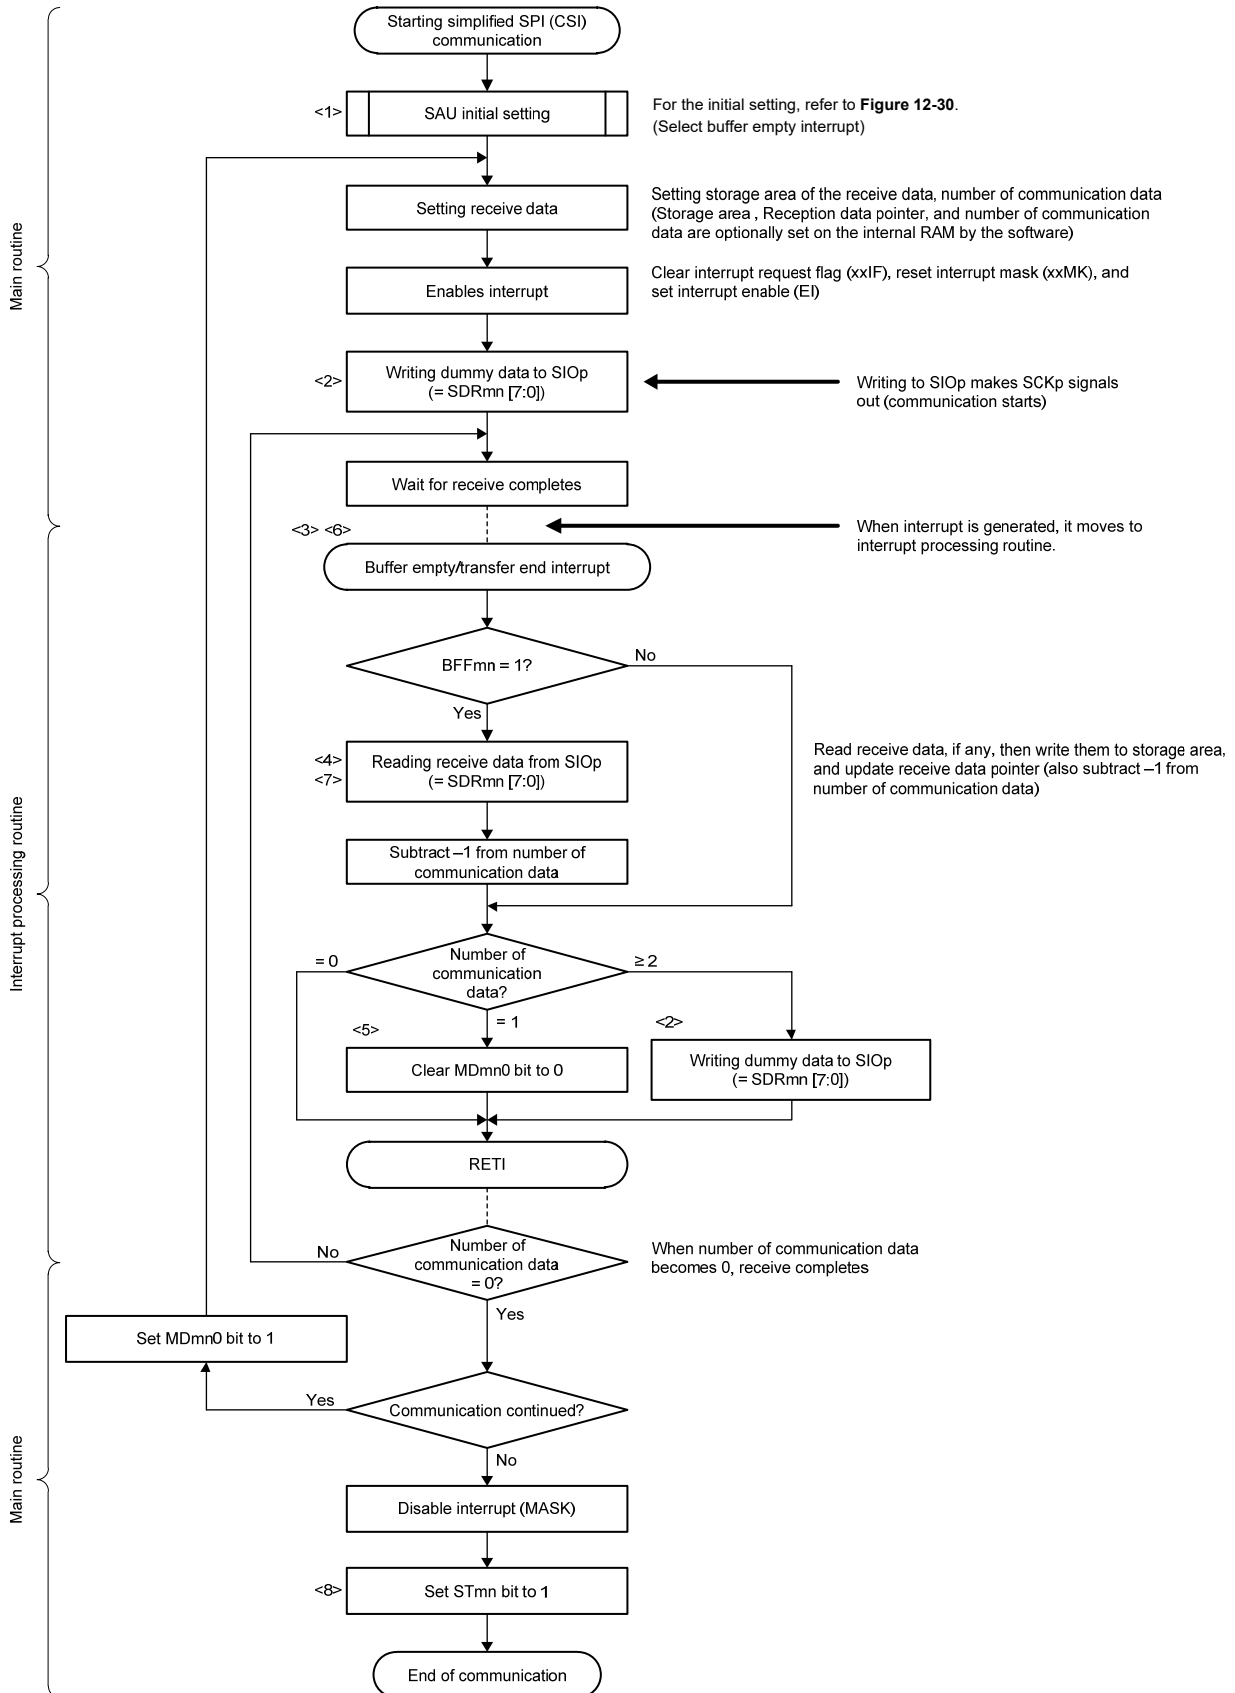 Starting simplified SPI (CSI)
communication
<1>
SAU initial setting
For the initial setting, refer to Figure 12-30.
(Select buffer empty interrupt)
Main routine
Setting receive data
Setting storage area of the receive data, number of communication data
(Storage area , Reception data pointer, and number of communication
data are optionally set on the internal RAM by the software)
Enables interrupt
Clear interrupt request flag (xxIF), reset interrupt mask (xxMK), and
set interrupt enable (EI)
<2>
Writing dummy data to SIOp
(= SDRmn [7:0])
Writing to SIOp makes SCKp signals
out (communication starts)
Wait for receive completes
<3> <6>
When interrupt is generated, it moves to
interrupt processing routine.
Buffer empty/transfer end interrupt
BFFmn = 1?
No
Yes
<4>
<7>
Reading receive data from SIOp
(= SDRmn [7:0])
Read receive data, if any, then write them to storage area,
and update receive data pointer (also subtract –1 from
number of communication data)
Subtract –1 from number of
communication data
Interrupt processing routine
= 0
Number of
communication
data?
≥ 2
= 1
<5>
<2>
Clear MDmn0 bit to 0
Writing dummy data to SIOp
(= SDRmn [7:0])
RETI
No
Number of
communication data
= 0?
When number of communication data
becomes 0, receive completes
Yes
Set MDmn0 bit to 1
Yes
Communication continued?
No
Main routine
Disable interrupt (MASK)
<8>
Set STmn bit to 1
End of communication